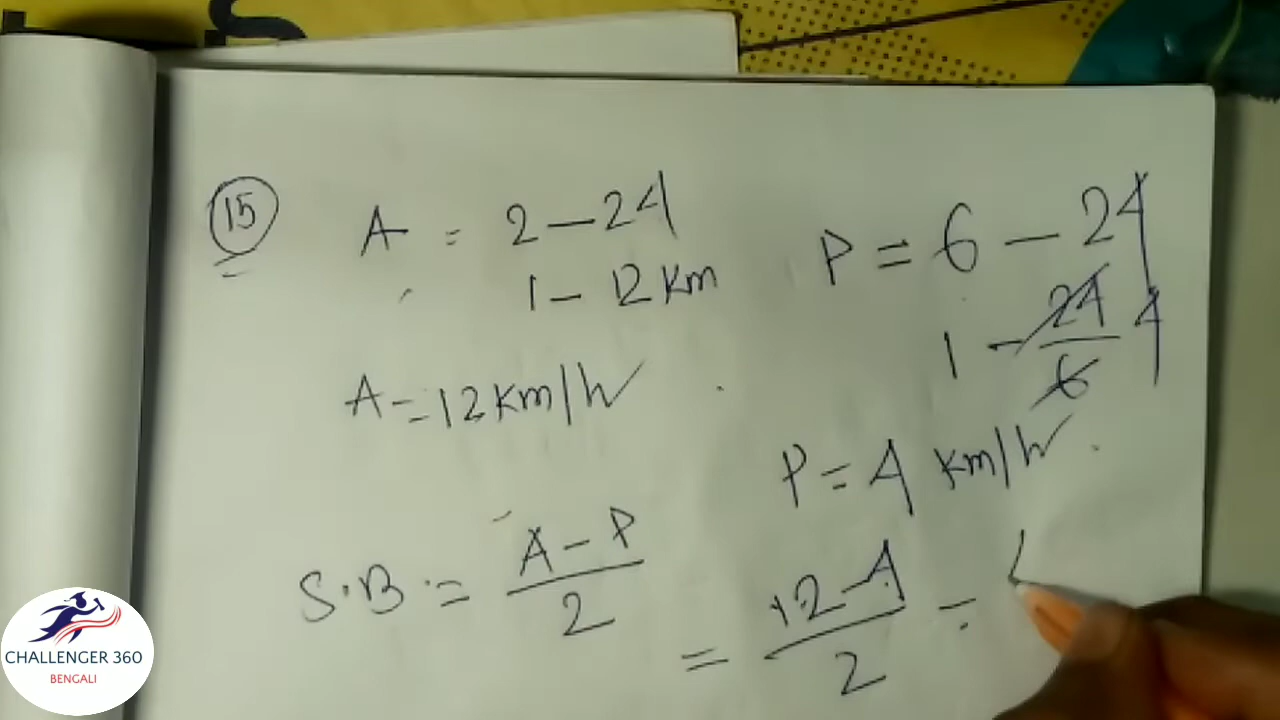 15
A = 2 - 24
1 - 12 Km
A = 12 Km/h
P = 6 - 24
1 - 24/6 4
P = 4 Km/h
S.B = A - P / 2
= 12 - 4 / 2 =
CHALLENGER 360
BENGALI